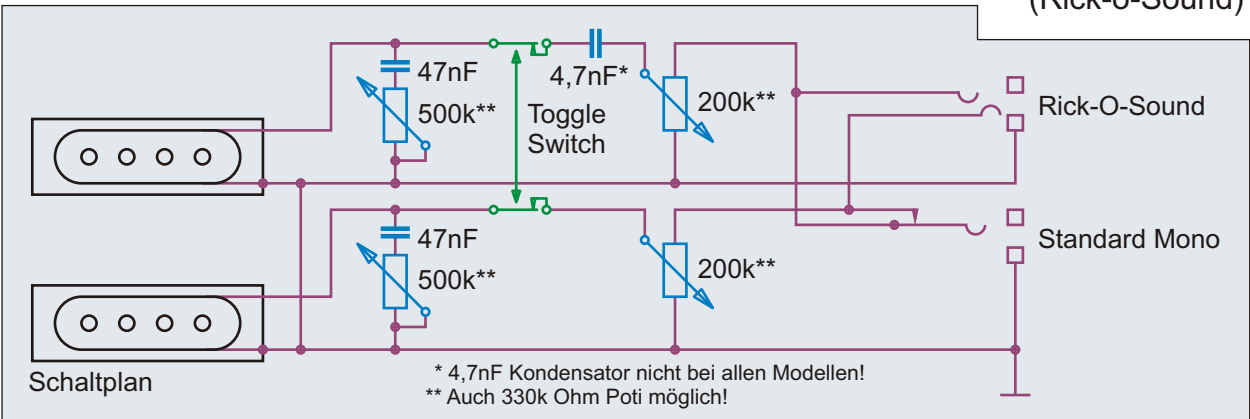 (Rick-o-Sound)
47nF
4,7nF*
500k**
Toggle
Switch
200k**
Rick-O-Sound
47nF
500k**
200k**
Standard Mono
Schaltplan
* 4,7nF Kondensator nicht bei allen Modellen!
** Auch 330k Ohm Poti möglich!